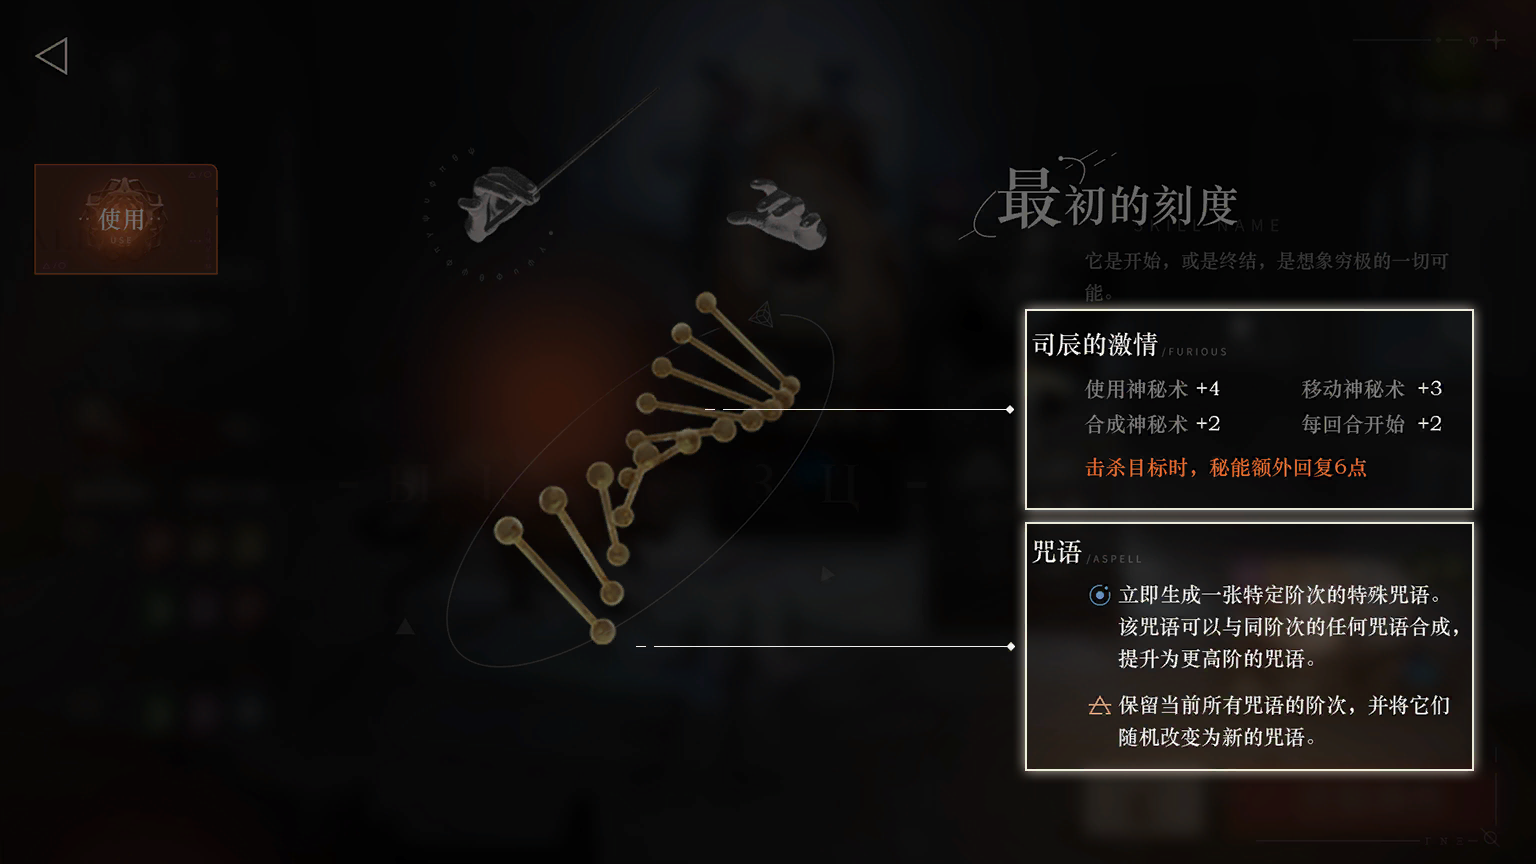 使用
USE
最初的刻度
SKILL NAME
它是开始，或是终结，是想象穷极的一切可
能。
司辰的激情 /FURIOUS
使用神秘术 +4 移动神秘术 +3
合成神秘术 +2 每回合开始 +2
击杀目标时，秘能额外回复6点
咒语 /ASPELL
立即生成一张特定阶次的特殊咒语。
该咒语可以与同阶次的任何咒语合成，
提升为更高阶的咒语。
保留当前所有咒语的阶次，并将它们
随机改变为新的咒语。